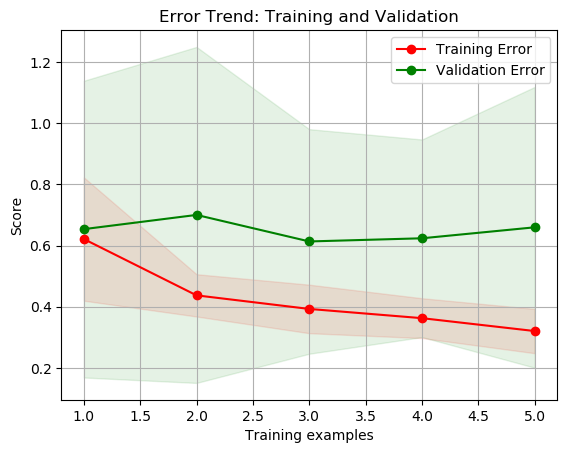 Error Trend: Training and Validation
Training Error
Validation Error
Score
1.2
1.0
0.8
0.6
0.4
0.2
1.0 1.5 2.0 2.5 3.0 3.5 4.0 4.5 5.0
Training examples